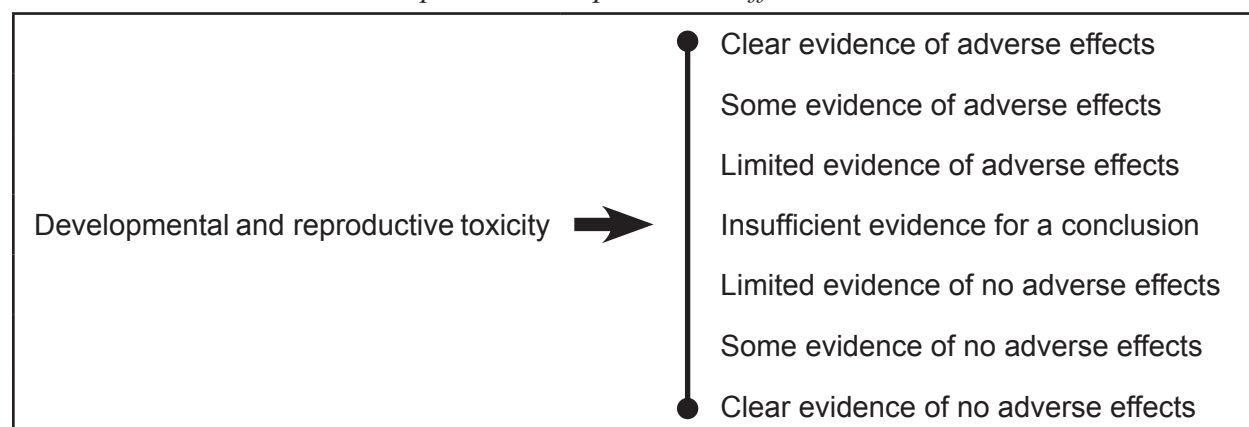 Clear evidence of adverse effects
Some evidence of adverse effects
Limited evidence of adverse effects
Developmental and reproductive toxicity
Insufficient evidence for a conclusion
Limited evidence of no adverse effects
Some evidence of no adverse effects
Clear evidence of no adverse effects